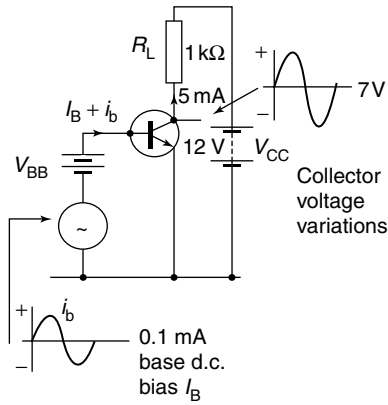 R_L
1 kΩ
5 mA
+
−
7 V
I_B + i_b
V_BB
12 V
V_CC
Collector
voltage
variations
~
+
−
i_b
0.1 mA
base d.c.
bias I_B